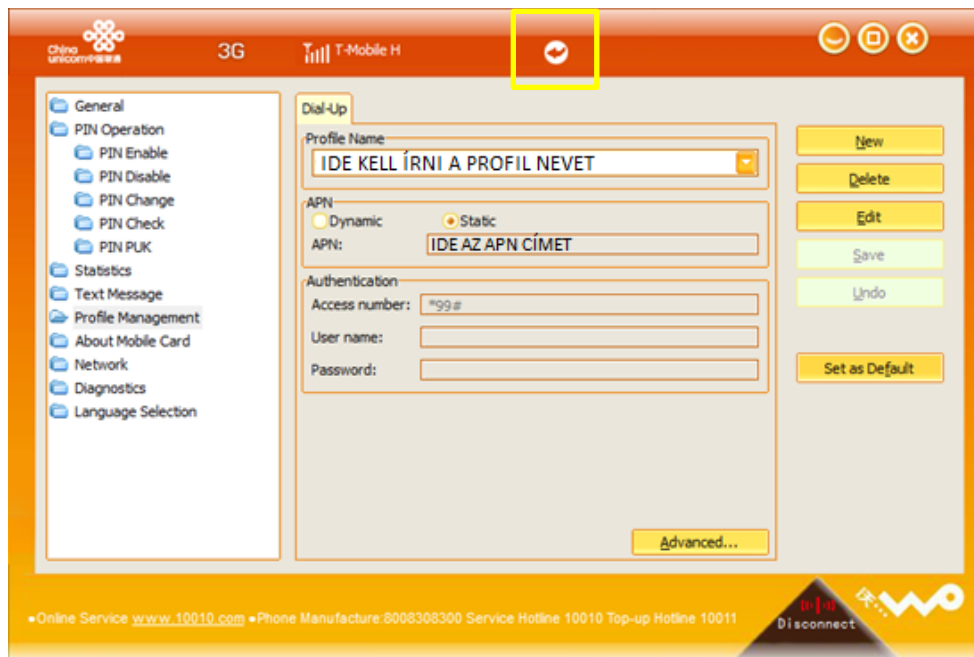 China
unicom中国联通
3G
T-Mobile H
General
PIN Operation
PIN Enable
PIN Disable
PIN Change
PIN Check
PIN PUK
Statistics
Text Message
Profile Management
About Mobile Card
Network
Diagnostics
Language Selection
Dial-Up
Profile Name
IDE KELL ÍRNI A PROFIL NEVET
APN
Dynamic
Static
APN:
IDE AZ APN CÍMET
Authentication
Access number:
*99#
User name:
Password:
Advanced...
New
Delete
Edit
Save
Undo
Set as Default
Online Service www.10010.com Phone Manufacture:8008308300 Service Hotline 10010 Top-up Hotline 10011
Disconnect